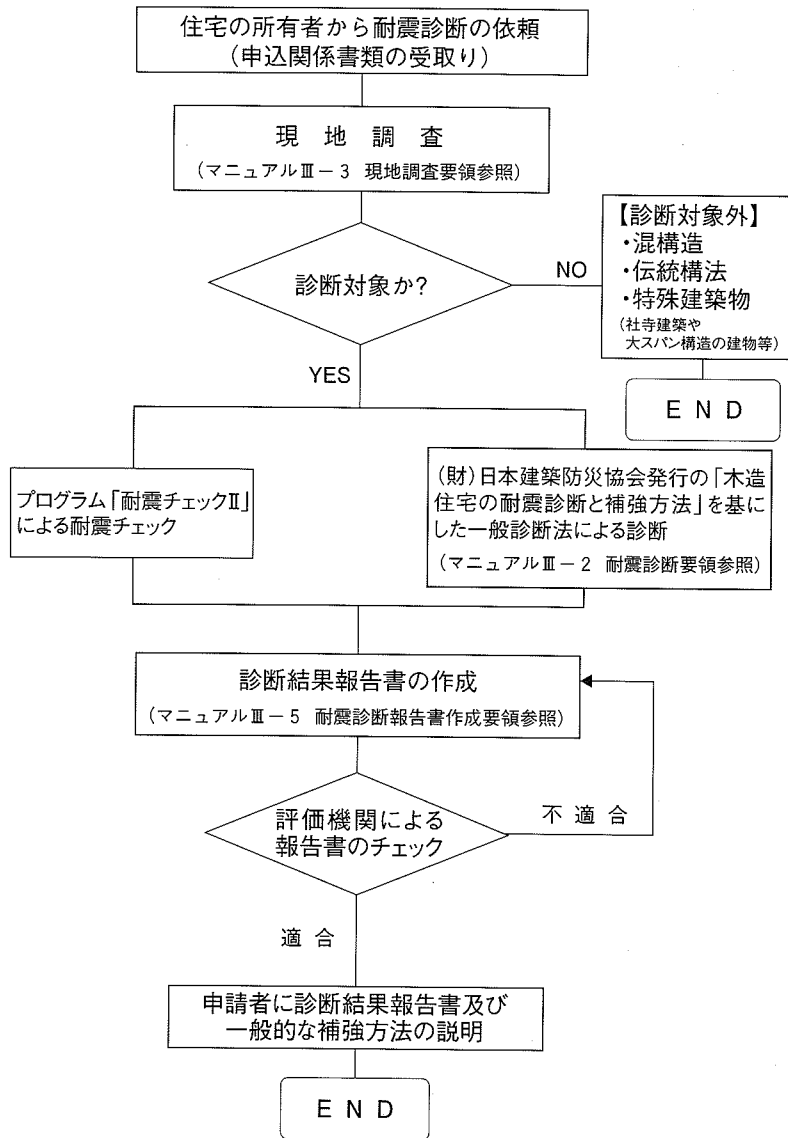 住宅の所有者から耐震診断の依頼
(申込関係書類の受取り)
現地調査
(マニュアルⅢ-3 現地調査要領参照)
診断対象か?
NO
【診断対象外】
・混構造
・伝統構法
・特殊建築物
(社寺建築や
大スパン構造の建物等)
END
YES
プログラム「耐震チェックⅡ」
による耐震チェック
(財)日本建築防災協会発行の「木造
住宅の耐震診断と補強方法」を基に
した一般診断法による診断
(マニュアルⅢ-2 耐震診断要領参照)
診断結果報告書の作成
(マニュアルⅢ-5 耐震診断報告書作成要領参照)
評価機関による
報告書のチェック
不適合
適合
申請者に診断結果報告書及び
一般的な補強方法の説明
END